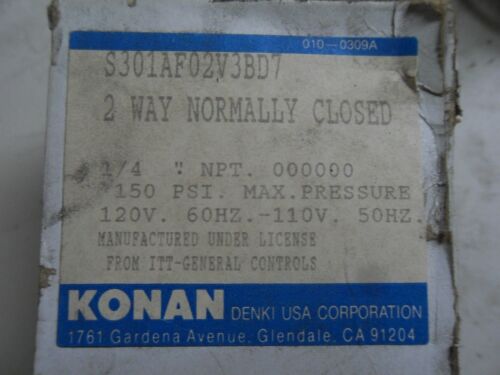 010-0309A
S301AF02V3BD7
2 WAY NORMALLY CLOSED
1/4 " NPT. 000000
150 PSI. MAX.PRESSURE
120V. 60HZ.-110V. 50HZ.
MANUFACTURED UNDER LICENSE
FROM ITT-GENERAL CONTROLS
KONAN DENKI USA CORPORATION
1761 Gardena Avenue. Glendale. CA 91204